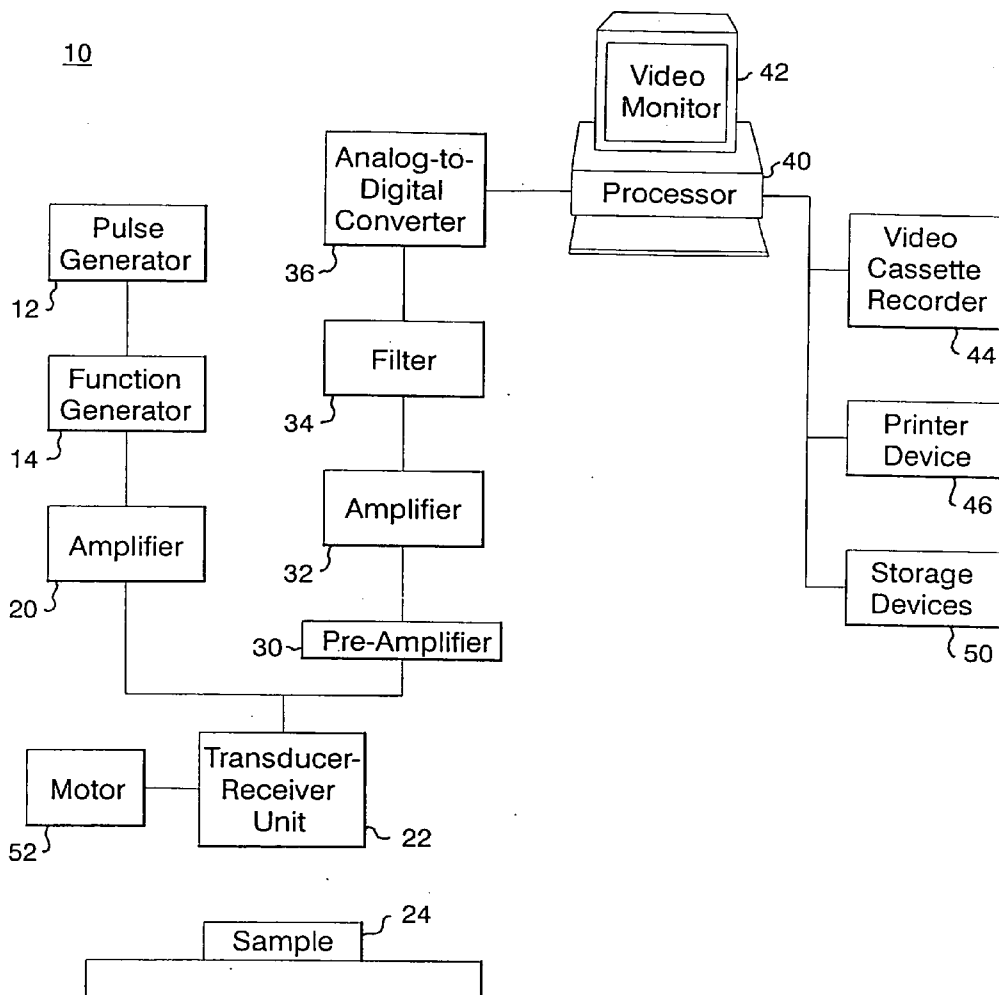 10
Video
Monitor
42
Analog-to-
Digital
Converter
36
40
Processor
Pulse
Generator
12
Video
Cassette
Recorder
44
Filter
34
Function
Generator
14
Printer
Device
46
Amplifier
32
Amplifier
20
Storage
Devices
50
30
Pre-Amplifier
Transducer-
Receiver
Unit
22
Motor
52
24
Sample